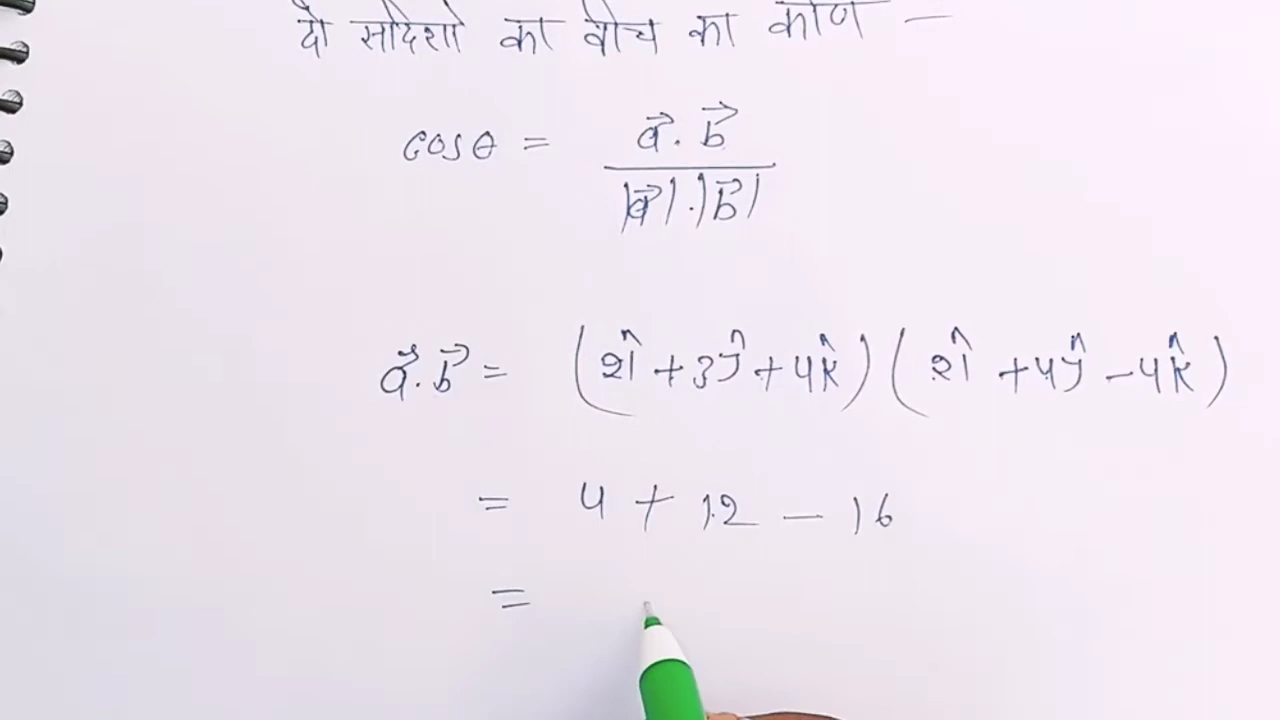 दो सदिशो का बीच का कोण —
cosθ = a⃗.b⃗ / |a⃗|.|b⃗|
a⃗.b⃗ = (2î + 3ĵ + 4k̂) (2î + 4ĵ - 4k̂)
= 4 + 12 - 16
=